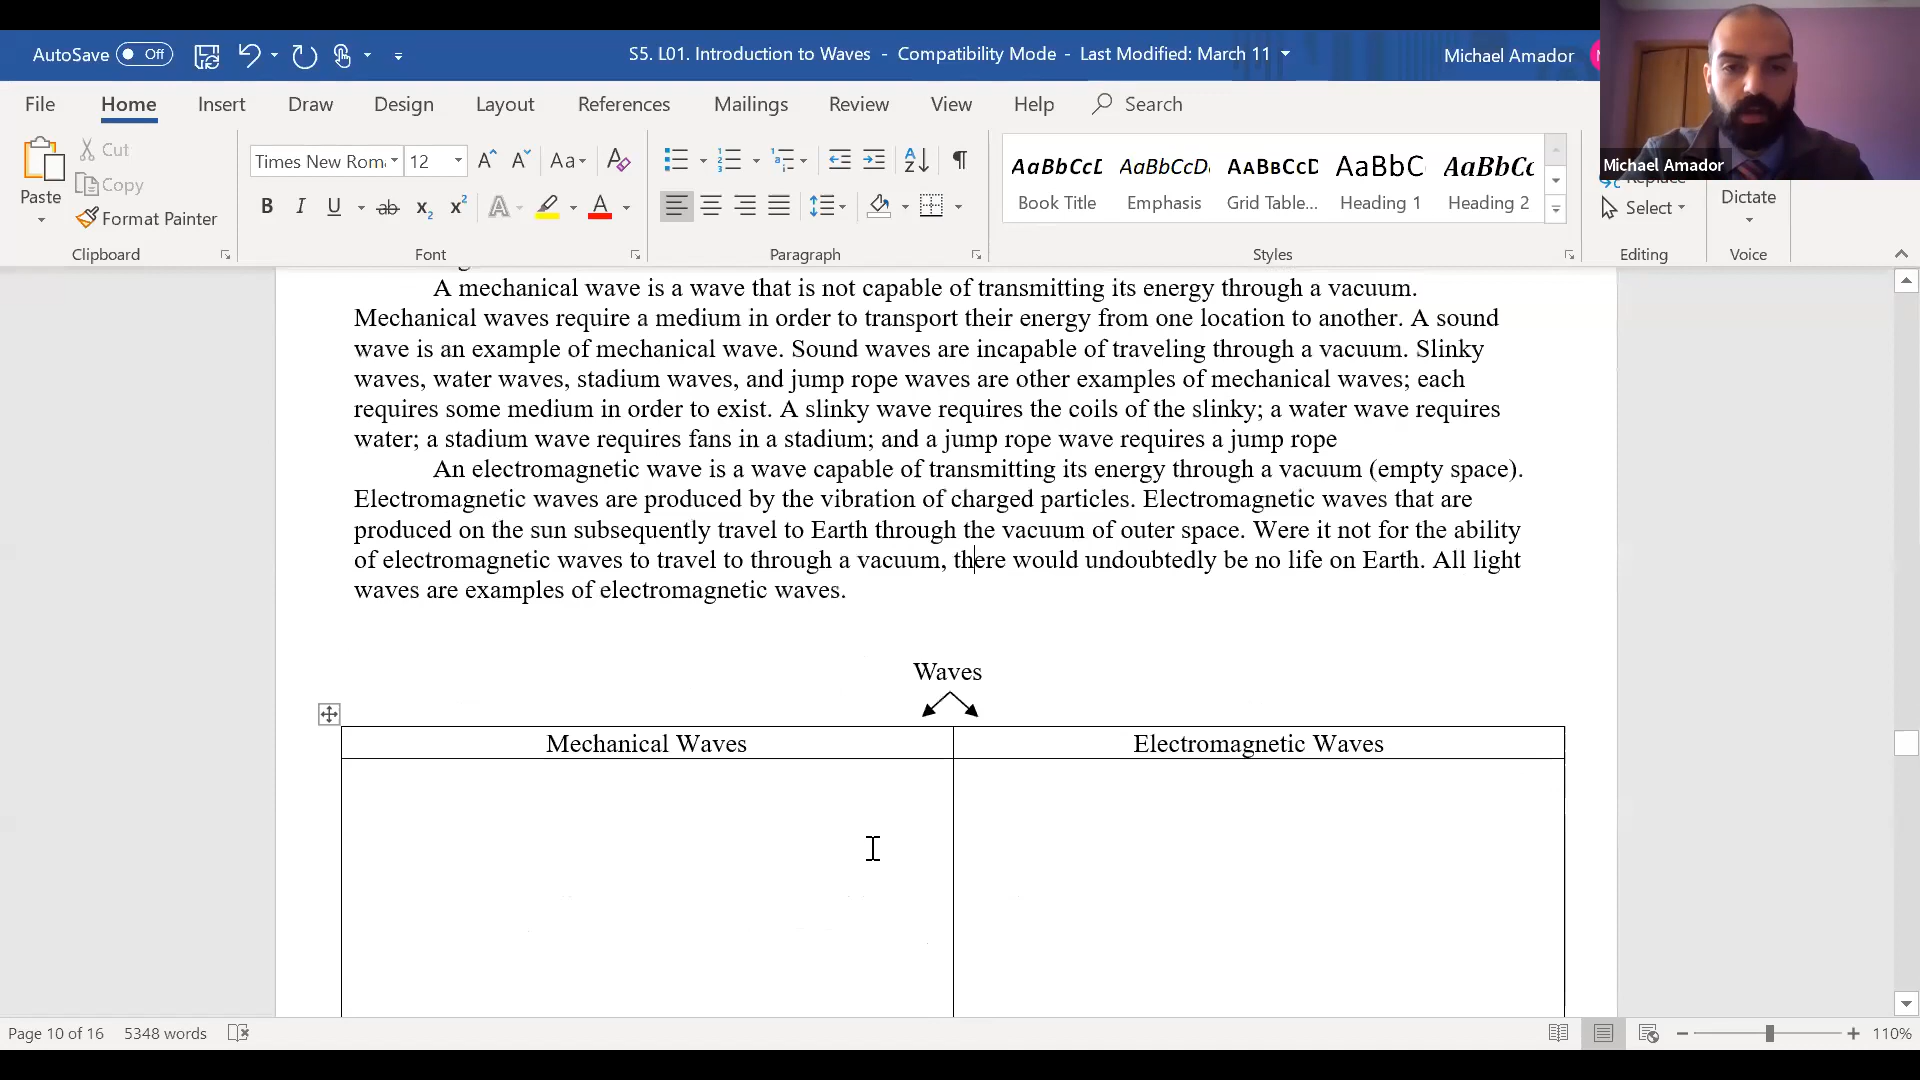 AutoSave Off
S5. L01. Introduction to Waves - Compatibility Mode - Last Modified: March 11
Michael Amador
File Home Insert Draw Design Layout References Mailings Review View Help Search
Paste
Cut
Copy
Format Painter
Clipboard
Times New Rom 12
Aa
B I U ab x2 x2 A A
Font
Paragraph
AaBbCcD AaBbCcDc AaBbCcD AaBbC AaBbCc
Book Title Emphasis Grid Table... Heading 1 Heading 2
Styles
Replace
Select
Editing
Dictate
Voice
Michael Amador
A mechanical wave is a wave that is not capable of transmitting its energy through a vacuum.
Mechanical waves require a medium in order to transport their energy from one location to another. A sound
wave is an example of mechanical wave. Sound waves are incapable of traveling through a vacuum. Slinky
waves, water waves, stadium waves, and jump rope waves are other examples of mechanical waves; each
requires some medium in order to exist. A slinky wave requires the coils of the slinky; a water wave requires
water; a stadium wave requires fans in a stadium; and a jump rope wave requires a jump rope
An electromagnetic wave is a wave capable of transmitting its energy through a vacuum (empty space).
Electromagnetic waves are produced by the vibration of charged particles. Electromagnetic waves that are
produced on the sun subsequently travel to Earth through the vacuum of outer space. Were it not for the ability
of electromagnetic waves to travel to through a vacuum, there would undoubtedly be no life on Earth. All light
waves are examples of electromagnetic waves.
Waves
Mechanical Waves Electromagnetic Waves
Page 10 of 16 5348 words
110%